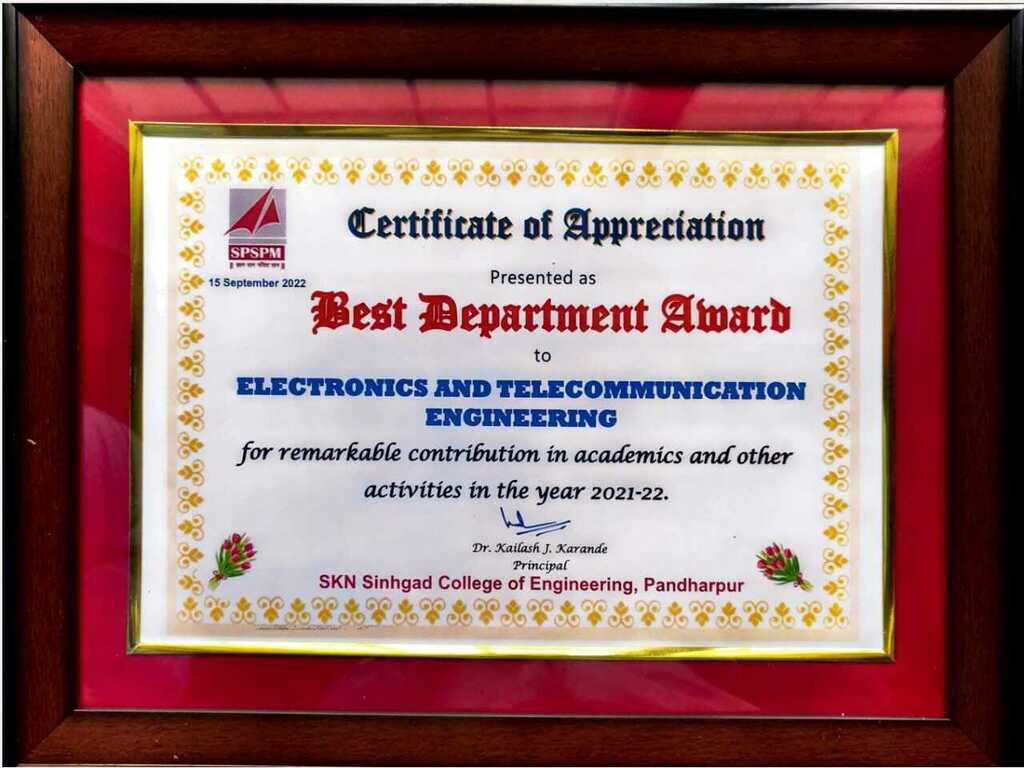 SPSPM
15 September 2022
Certificate of Appreciation
Presented as
Best Department Award
to
ELECTRONICS AND TELECOMMUNICATION
ENGINEERING
for remarkable contribution in academics and other
activities in the year 2021-22.
Dr. Kailash J. Karande
Principal
SKN Sinhgad College of Engineering, Pandharpur